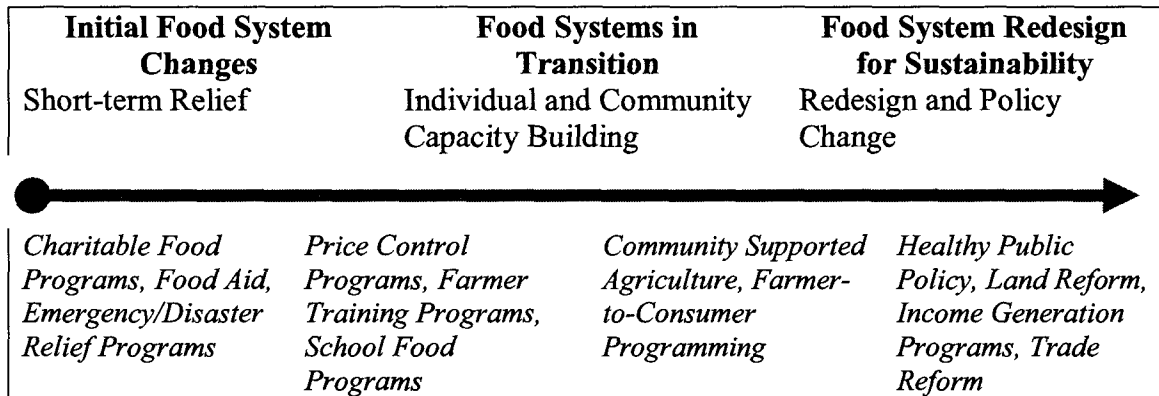 Initial Food System
Changes
Short-term Relief
Food Systems in
Transition
Individual and Community
Capacity Building
Food System Redesign
for Sustainability
Redesign and Policy
Change
Charitable Food
Programs, Food Aid,
Emergency/Disaster
Relief Programs
Price Control
Programs, Farmer
Training Programs,
School Food
Programs
Community Supported
Agriculture, Farmer-
to-Consumer
Programming
Healthy Public
Policy, Land Reform,
Income Generation
Programs, Trade
Reform